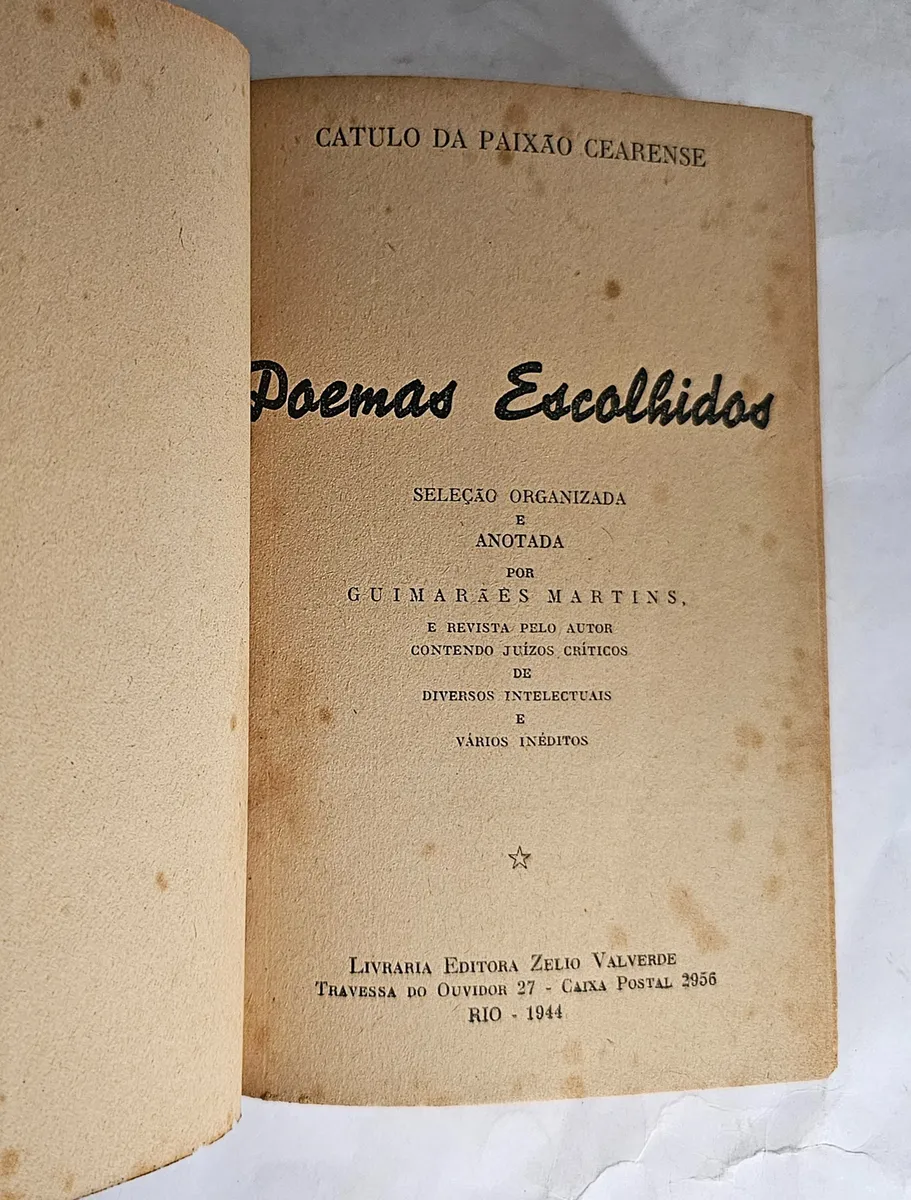 CATULO DA PAIXÃO CEARENSE
Poemas Escolhidos
SELEÇÃO ORGANIZADA
E
ANOTADA
POR
GUIMARÃES MARTINS,
E REVISTA PELO AUTOR
CONTENDO JUÍZOS CRÍTICOS
DE
DIVERSOS INTELECTUAIS
E
VÁRIOS INÉDITOS
LIVRARIA EDITORA ZELIO VALVERDE
TRAVESSA DO OUVIDOR 27 - CAIXA POSTAL 2956
RIO - 1944